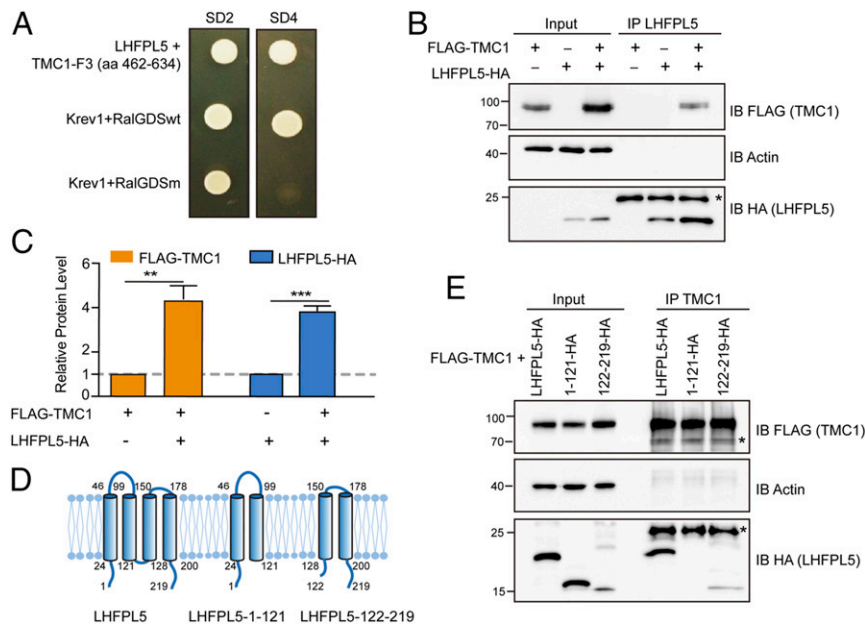 A
SD2 SD4
LHFPL5 +
TMC1-F3 (aa 462-634)
Krev1+RalGDSwt
Krev1+RalGDSm
B
Input IP LHFPL5
FLAG-TMC1 + – + + – +
LHFPL5-HA – + + – + +
100
70
IB FLAG (TMC1)
40
IB Actin
25
*
IB HA (LHFPL5)
C
FLAG-TMC1 LHFPL5-HA
Relative Protein Level
6
4
2
1
0
** ***
FLAG-TMC1 + + - +
LHFPL5-HA - + + +
D
46 99 150 178 46 99 150 178
24 121 128 200 24 121 128 200
1 219 1 122 219
LHFPL5 LHFPL5-1-121 LHFPL5-122-219
E
Input IP TMC1
FLAG-TMC1 +
LHFPL5-HA
1-121-HA
122-219-HA
LHFPL5-HA
1-121-HA
122-219-HA
100
70
*
IB FLAG (TMC1)
40
IB Actin
25
*
15
IB HA (LHFPL5)